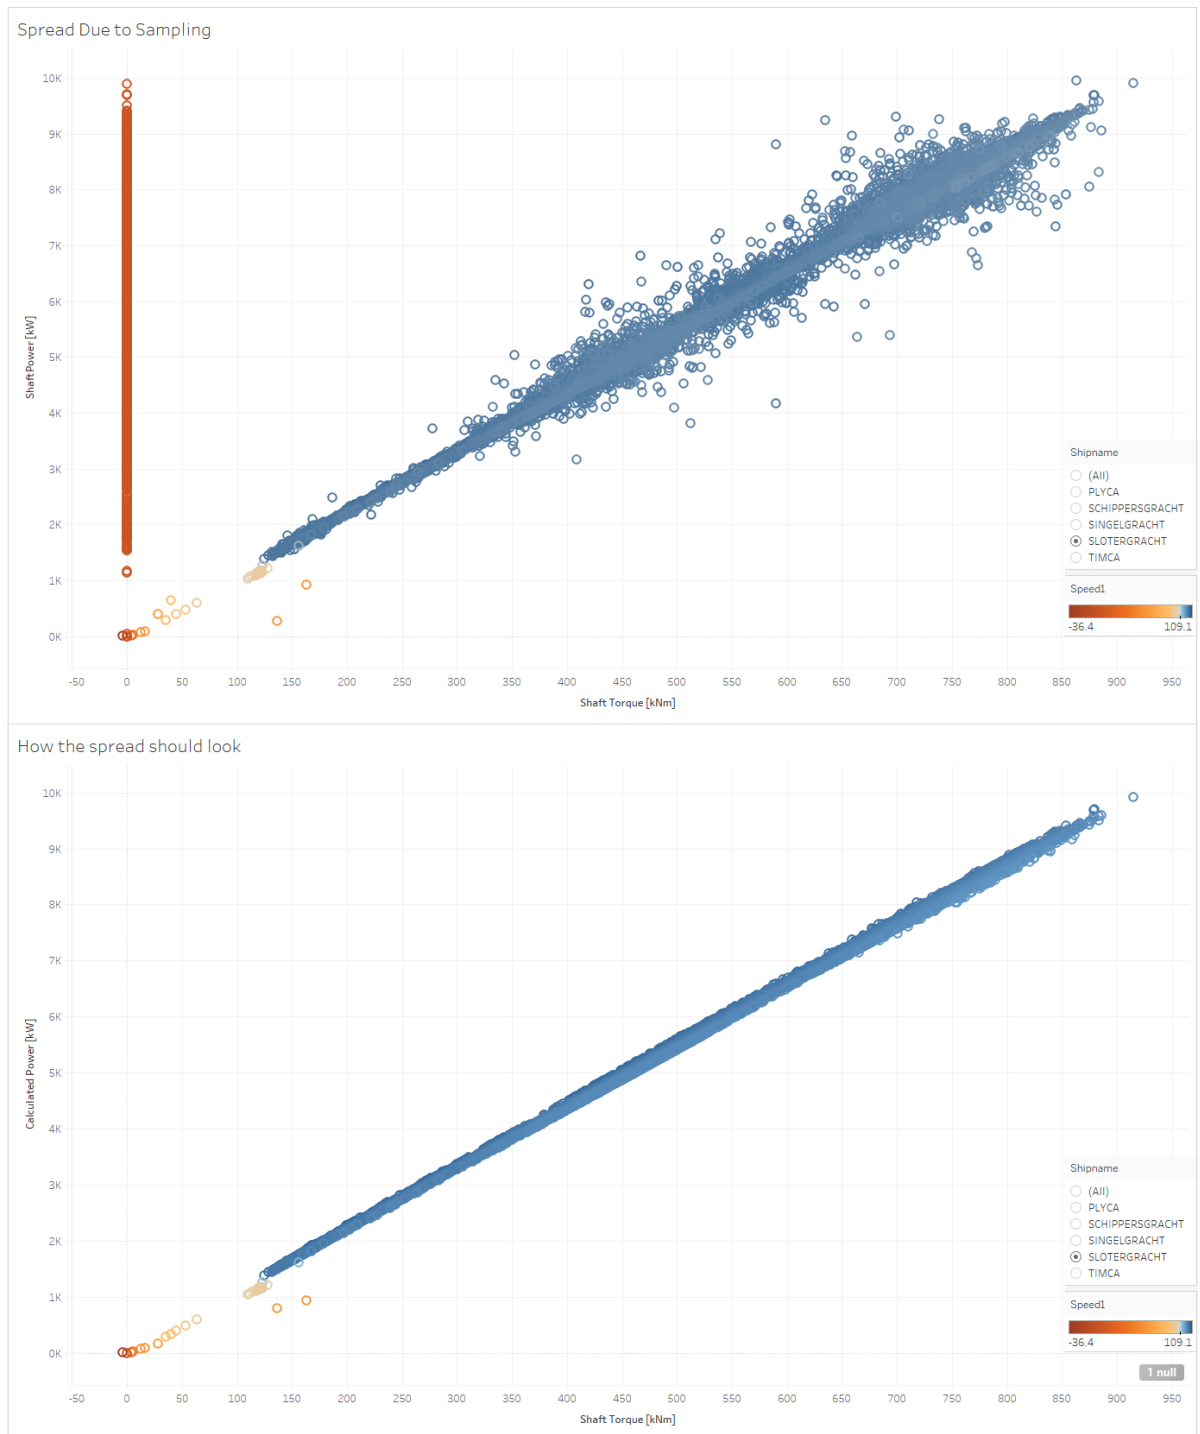 Spread Due to Sampling
10K
9K
8K
7K
6K
5K
4K
3K
2K
1K
0K
ShaftPower [kW]
-50 0 50 100 150 200 250 300 350 400 450 500 550 600 650 700 750 800 850 900 950
Shaft Torque [kNm]
Shipname
(All)
PLYCA
SCHIPPERSGRACHT
SINGELGRACHT
SLOTERGRACHT
TIMCA
Speed1
-36.4 109.1
How the spread should look
10K
9K
8K
7K
6K
5K
4K
3K
2K
1K
0K
Calculated Power [kW]
-50 0 50 100 150 200 250 300 350 400 450 500 550 600 650 700 750 800 850 900 950
Shaft Torque [kNm]
Shipname
(All)
PLYCA
SCHIPPERSGRACHT
SINGELGRACHT
SLOTERGRACHT
TIMCA
Speed1
-36.4 109.1
1 null